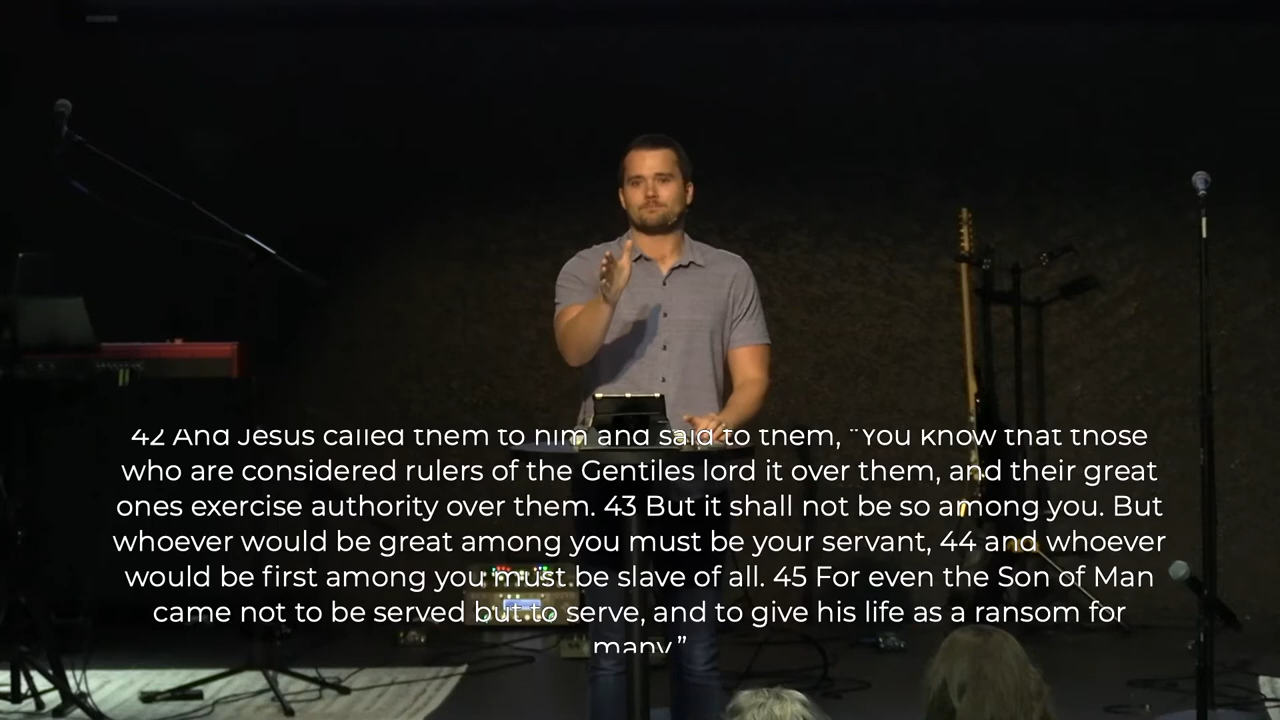 42 And Jesus called them to him and said to them, "You know that those
who are considered rulers of the Gentiles lord it over them, and their great
ones exercise authority over them. 43 But it shall not be so among you. But
whoever would be great among you must be your servant, 44 and whoever
would be first among you must be slave of all. 45 For even the Son of Man
came not to be served but to serve, and to give his life as a ransom for
many”